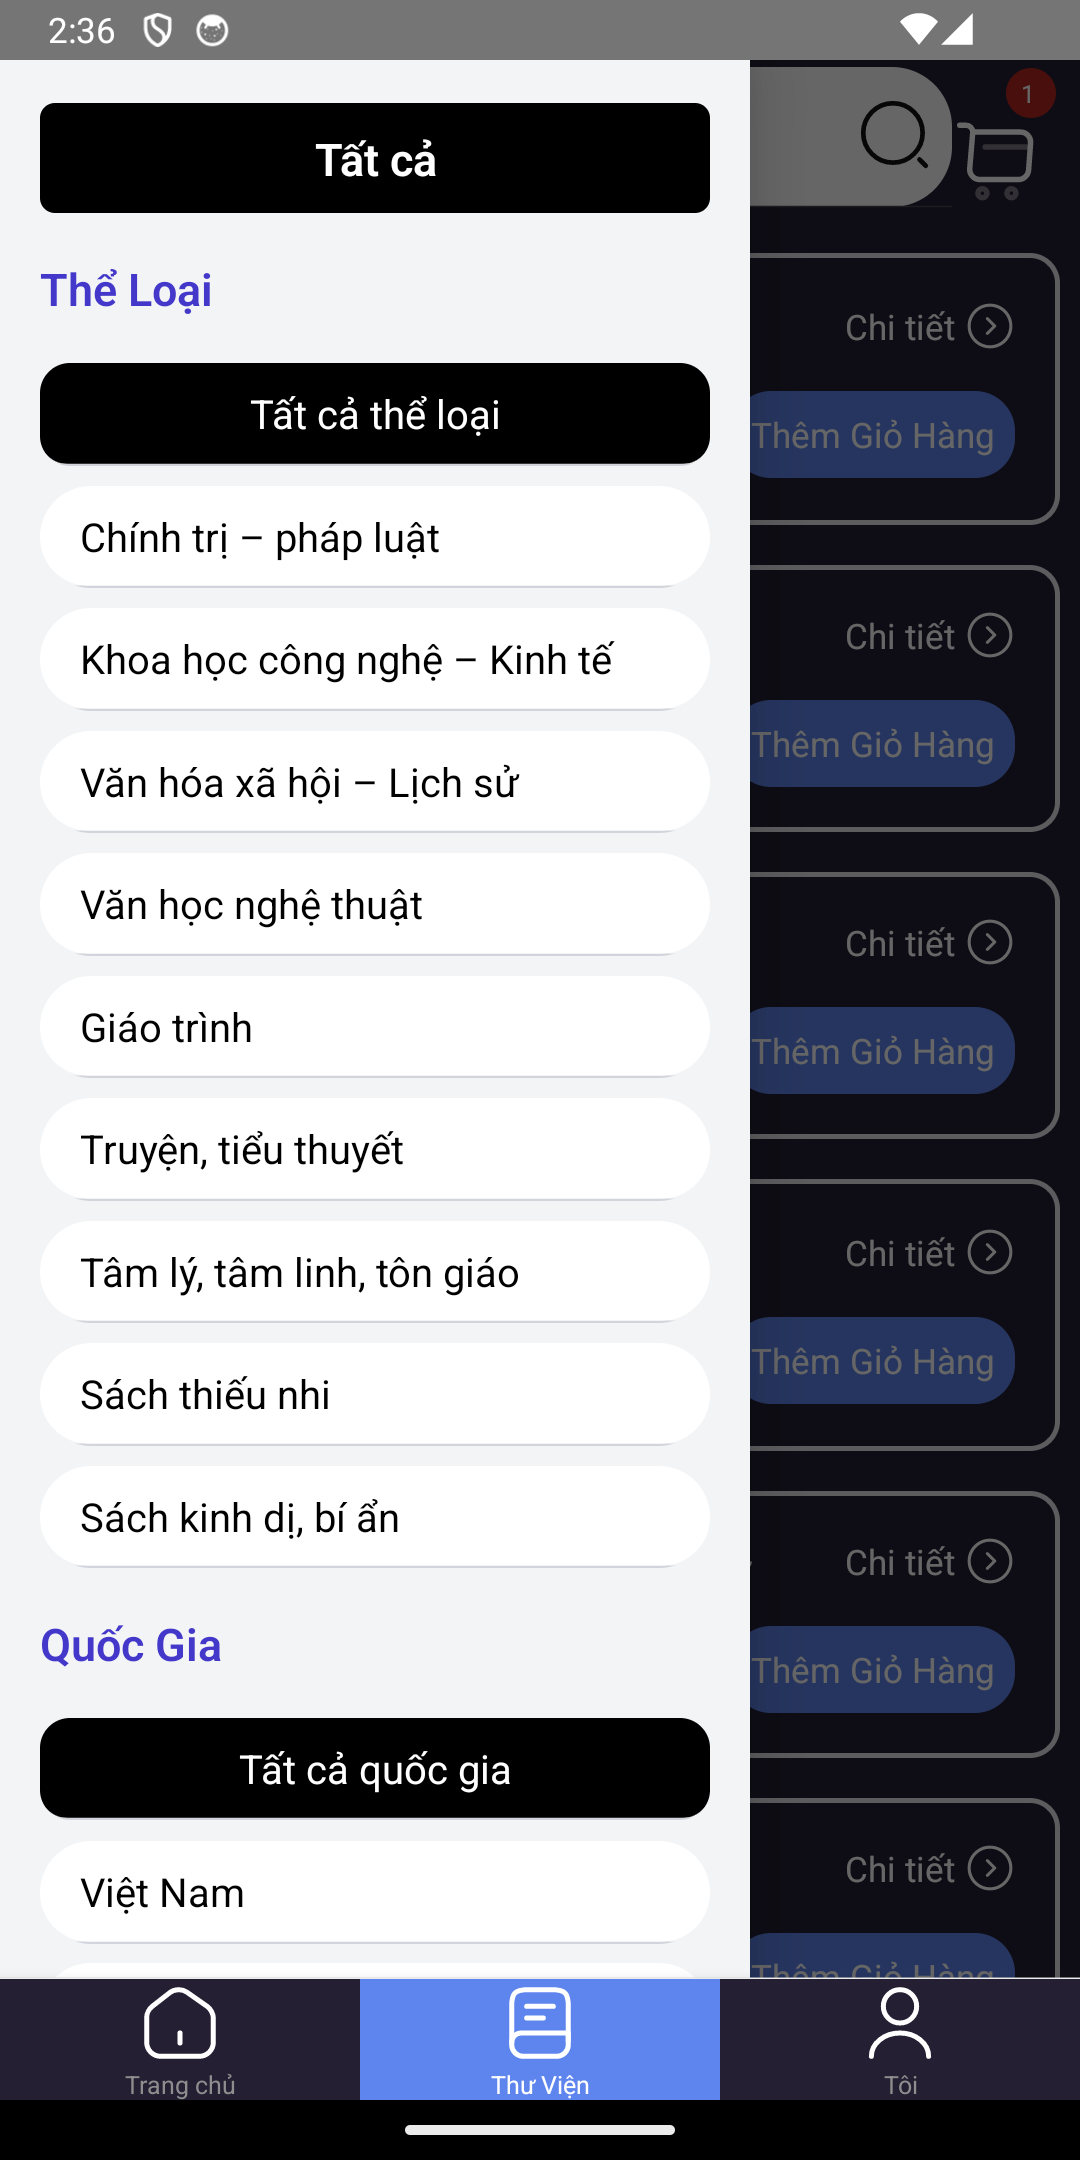 2:36
1
Tất cả
Thể Loại
Tất cả thể loại
Chính trị – pháp luật
Khoa học công nghệ – Kinh tế
Văn hóa xã hội – Lịch sử
Văn học nghệ thuật
Giáo trình
Truyện, tiểu thuyết
Tâm lý, tâm linh, tôn giáo
Sách thiếu nhi
Sách kinh dị, bí ẩn
Quốc Gia
Tất cả quốc gia
Việt Nam
Chi tiết
Thêm Giỏ Hàng
Chi tiết
Thêm Giỏ Hàng
Chi tiết
Thêm Giỏ Hàng
Chi tiết
Thêm Giỏ Hàng
Chi tiết
Thêm Giỏ Hàng
Chi tiết
Thêm Giỏ Hàng
Trang chủ
Thư Viện
Tôi